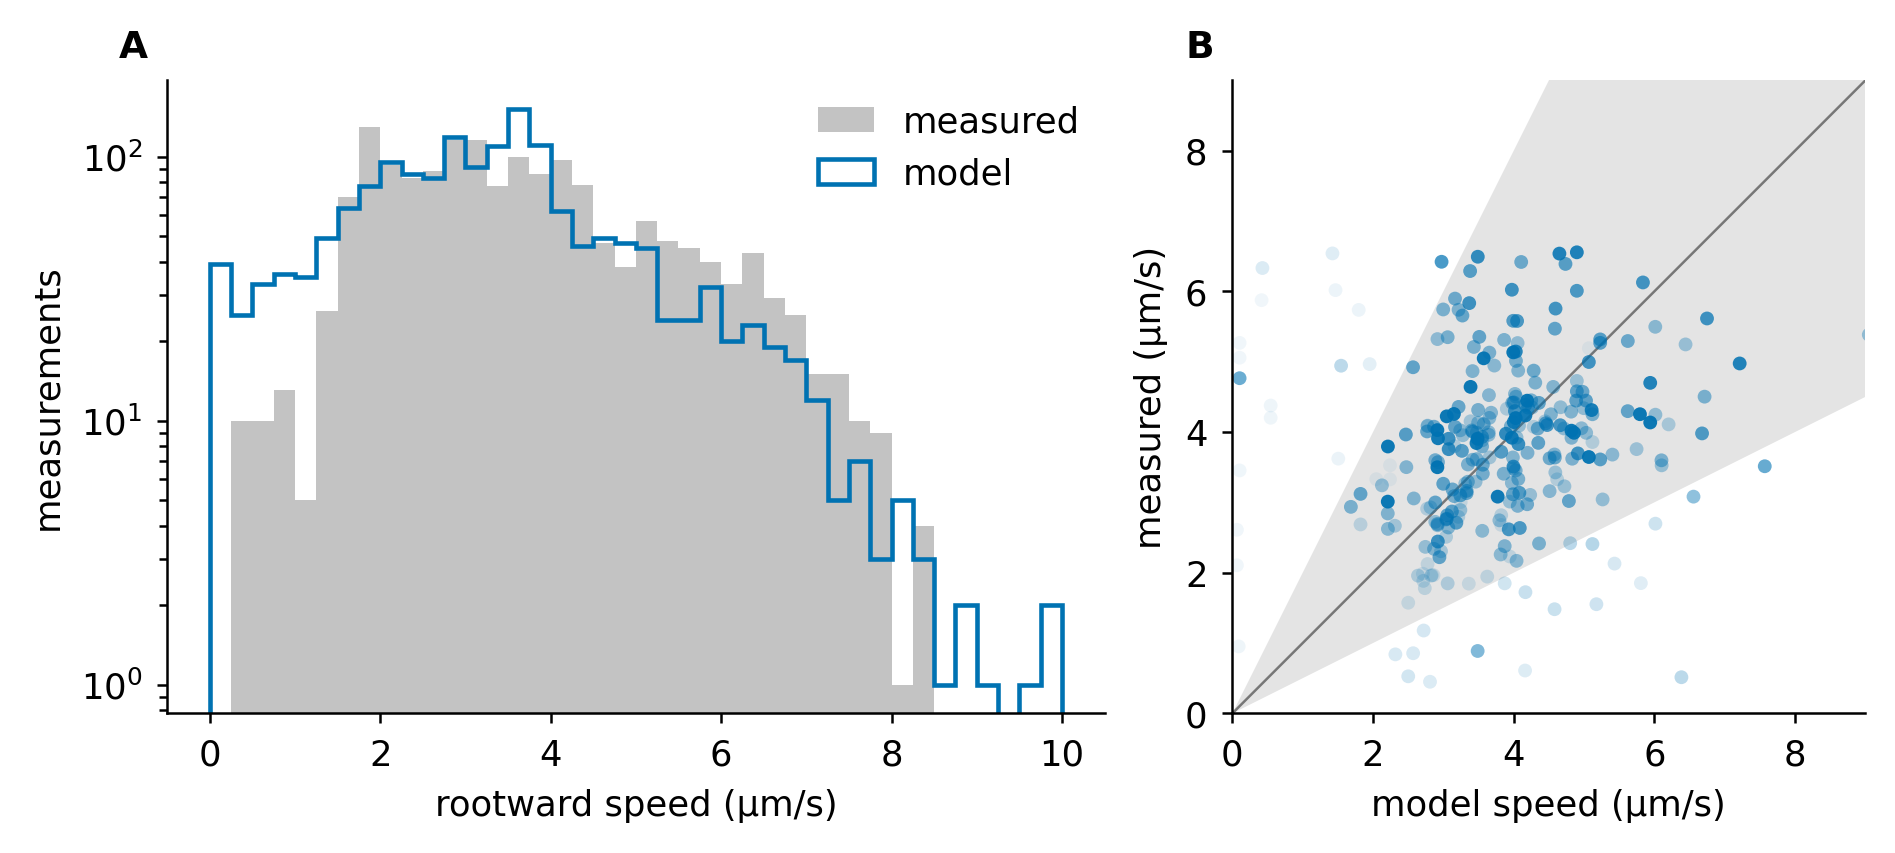 A
measurements
10²
10¹
10⁰
measured
model
0 2 4 6 8 10
rootward speed (μm/s)
B
measured (μm/s)
8
6
4
2
0
0 2 4 6 8
model speed (μm/s)